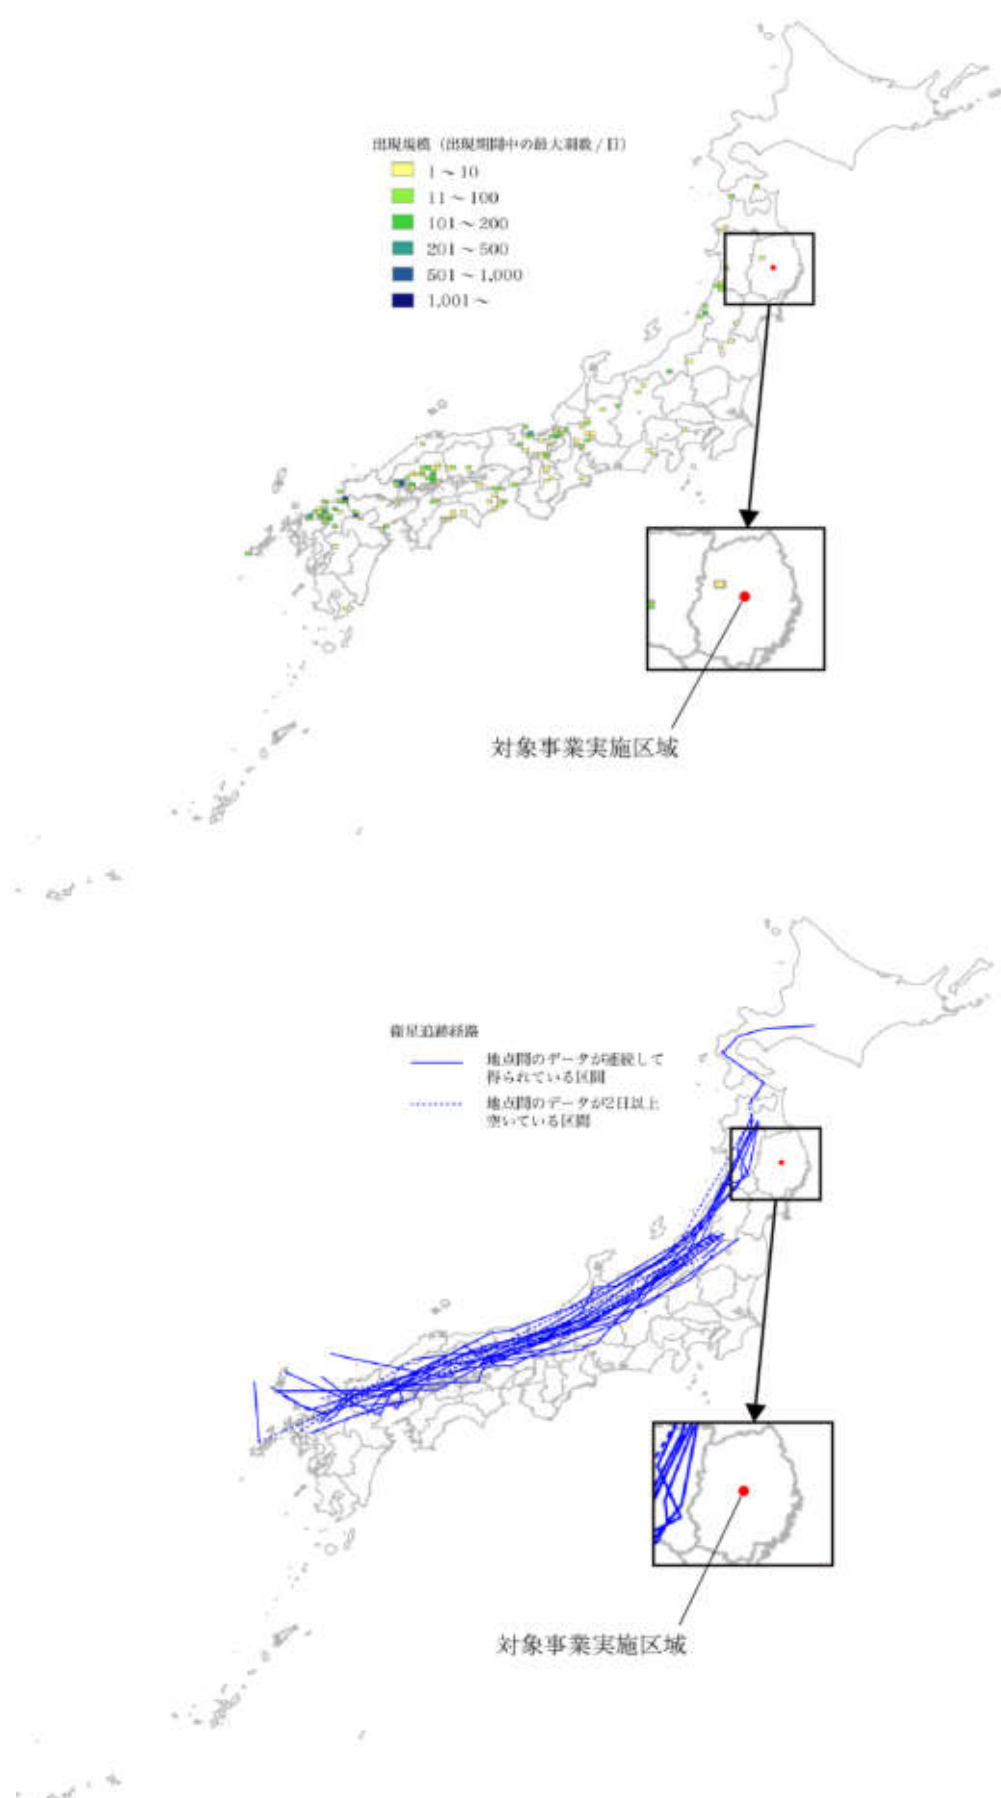 出現規模（出現期間中の最大羽数/日）
1～10
11～100
101～200
201～500
501～1,000
1,001～
対象事業実施区域
衛星追跡経路
地点間のデータが連続して
得られている区間
地点間のデータが2日以上
空いている区間
対象事業実施区域